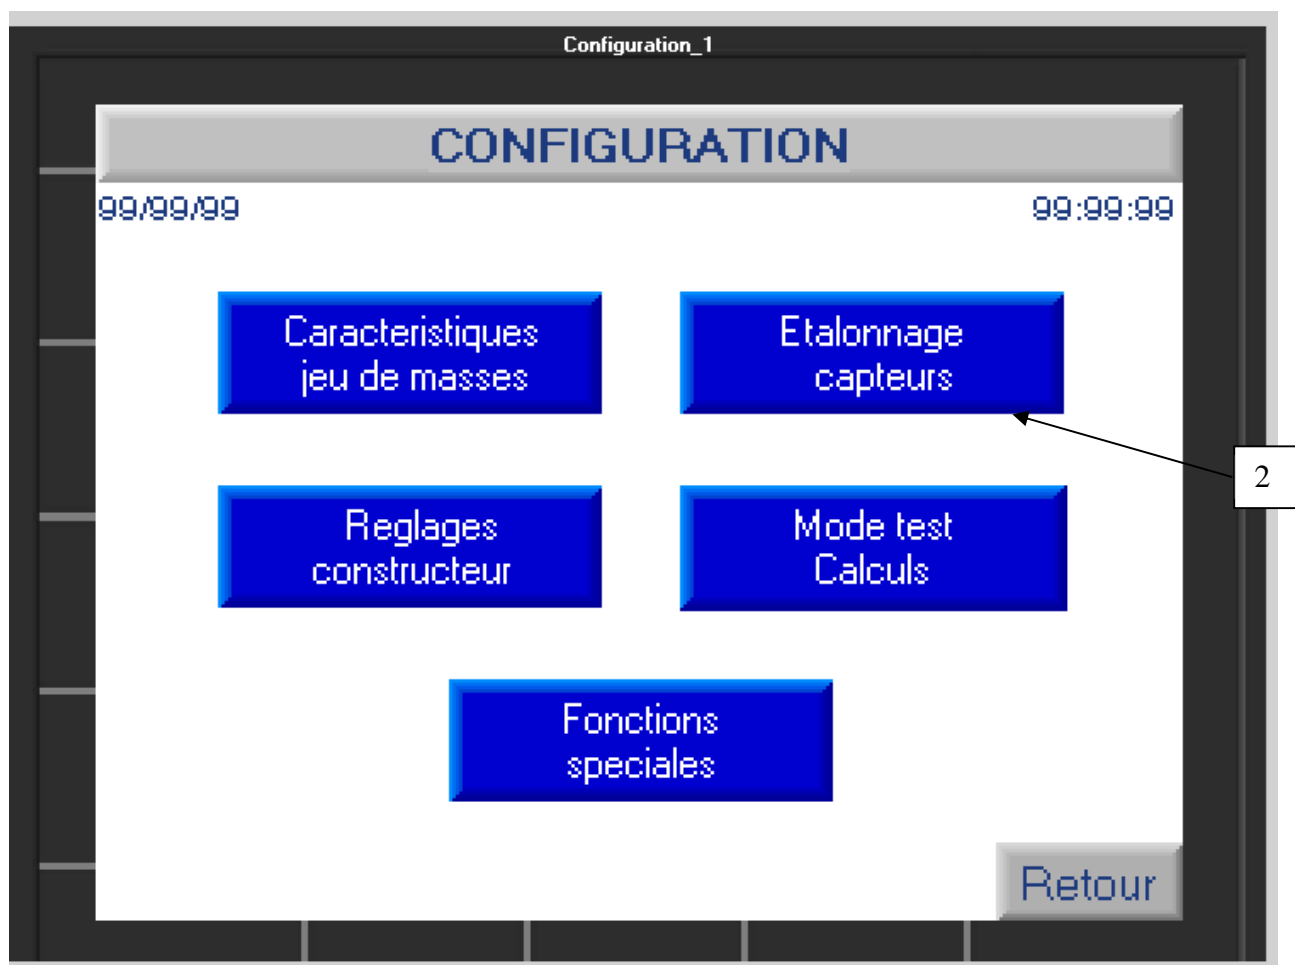 Configuration_1
CONFIGURATION
99/99/99
99:99:99
Caracteristiques
jeu de masses
Etalonnage
capteurs
2
Reglages
constructeur
Mode test
Calculs
Fonctions
speciales
Retour